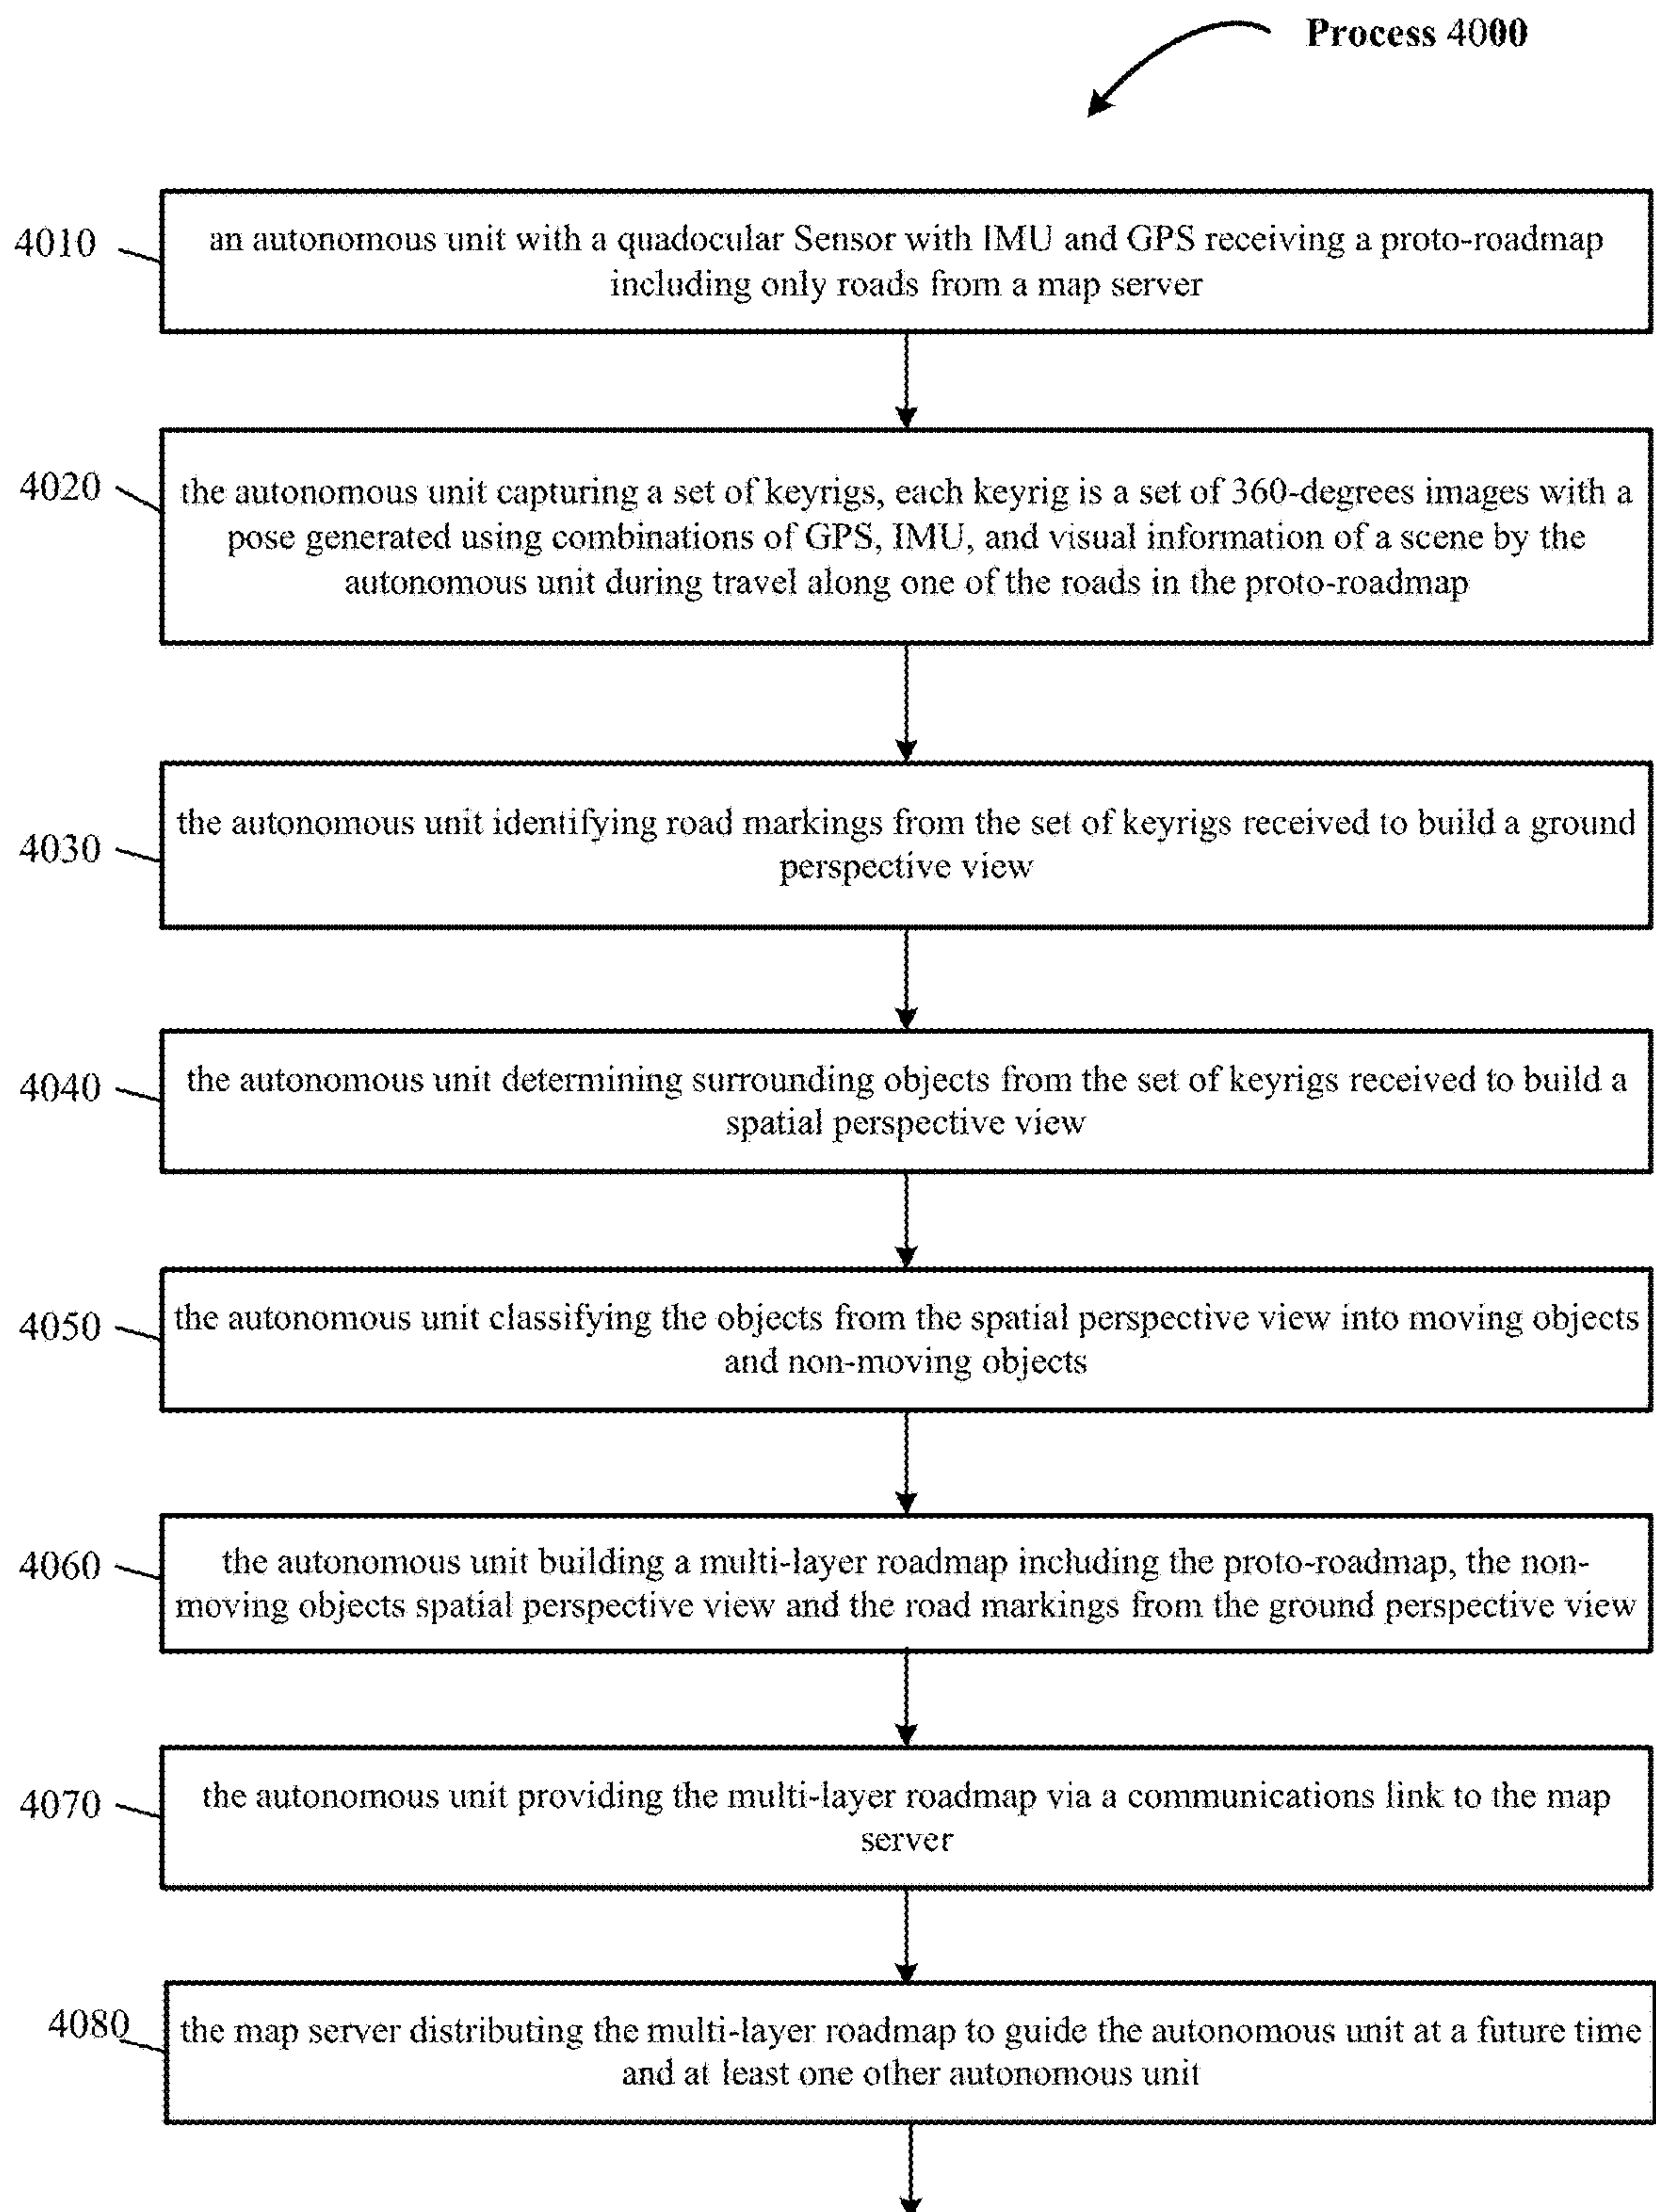 Process 4000
4010
an autonomous unit with a quadocular Sensor with IMU and GPS receiving a proto-roadmap
including only roads from a map server
4020
the autonomous unit capturing a set of keyrigs, each keyrig is a set of 360-degrees images with a
pose generated using combinations of GPS, IMU, and visual information of a scene by the
autonomous unit during travel along one of the roads in the proto-roadmap
4030
the autonomous unit identifying road markings from the set of keyrigs received to build a ground
perspective view
4040
the autonomous unit determining surrounding objects from the set of keyrigs received to build a
spatial perspective view
4050
the autonomous unit classifying the objects from the spatial perspective view into moving objects
and non-moving objects
4060
the autonomous unit building a multi-layer roadmap including the proto-roadmap, the non-
moving objects spatial perspective view and the road markings from the ground perspective view
4070
the autonomous unit providing the multi-layer roadmap via a communications link to the map
server
4080
the map server distributing the multi-layer roadmap to guide the autonomous unit at a future time
and at least one other autonomous unit